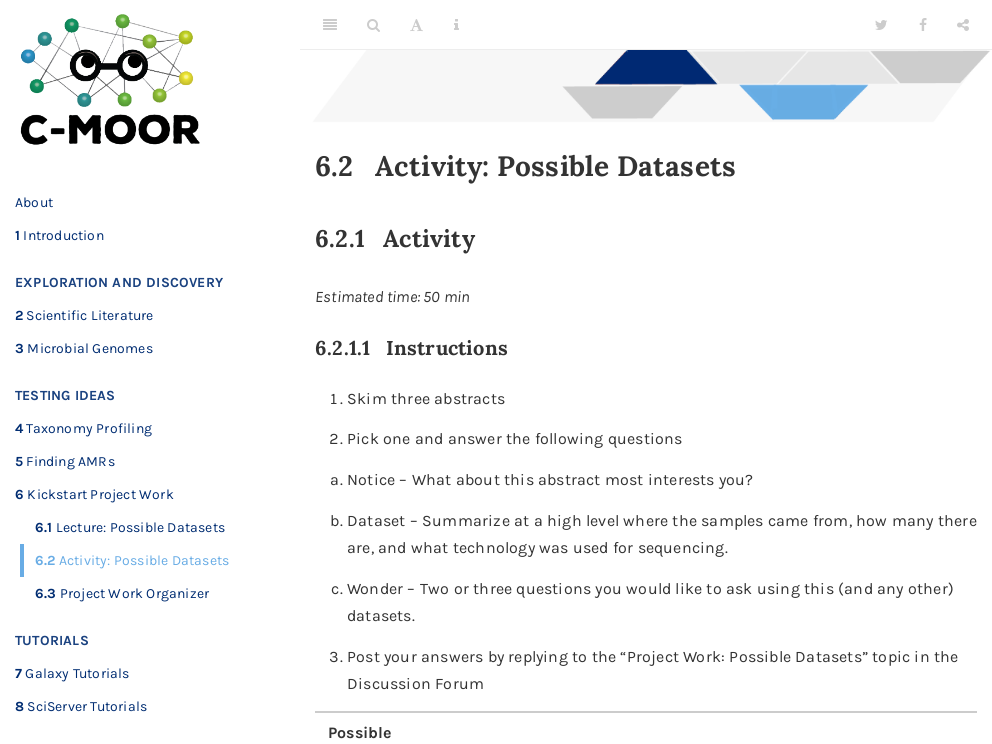 C-MOOR
About
1 Introduction
EXPLORATION AND DISCOVERY
2 Scientific Literature
3 Microbial Genomes
TESTING IDEAS
4 Taxonomy Profiling
5 Finding AMRs
6 Kickstart Project Work
6.1 Lecture: Possible Datasets
6.2 Activity: Possible Datasets
6.3 Project Work Organizer
TUTORIALS
7 Galaxy Tutorials
8 SciServer Tutorials
6.2 Activity: Possible Datasets
6.2.1 Activity
Estimated time: 50 min
6.2.1.1 Instructions
1. Skim three abstracts
2. Pick one and answer the following questions
a. Notice – What about this abstract most interests you?
b. Dataset – Summarize at a high level where the samples came from, how many there
are, and what technology was used for sequencing.
c. Wonder – Two or three questions you would like to ask using this (and any other)
datasets.
3. Post your answers by replying to the “Project Work: Possible Datasets” topic in the
Discussion Forum
Possible